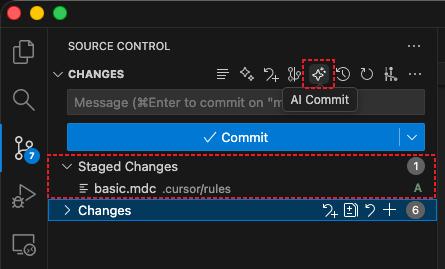 SOURCE CONTROL
CHANGES
Message (⌘Enter to commit on "m
AI Commit
Commit
7
Staged Changes 1
basic.mdc .cursor/rules A
Changes 6